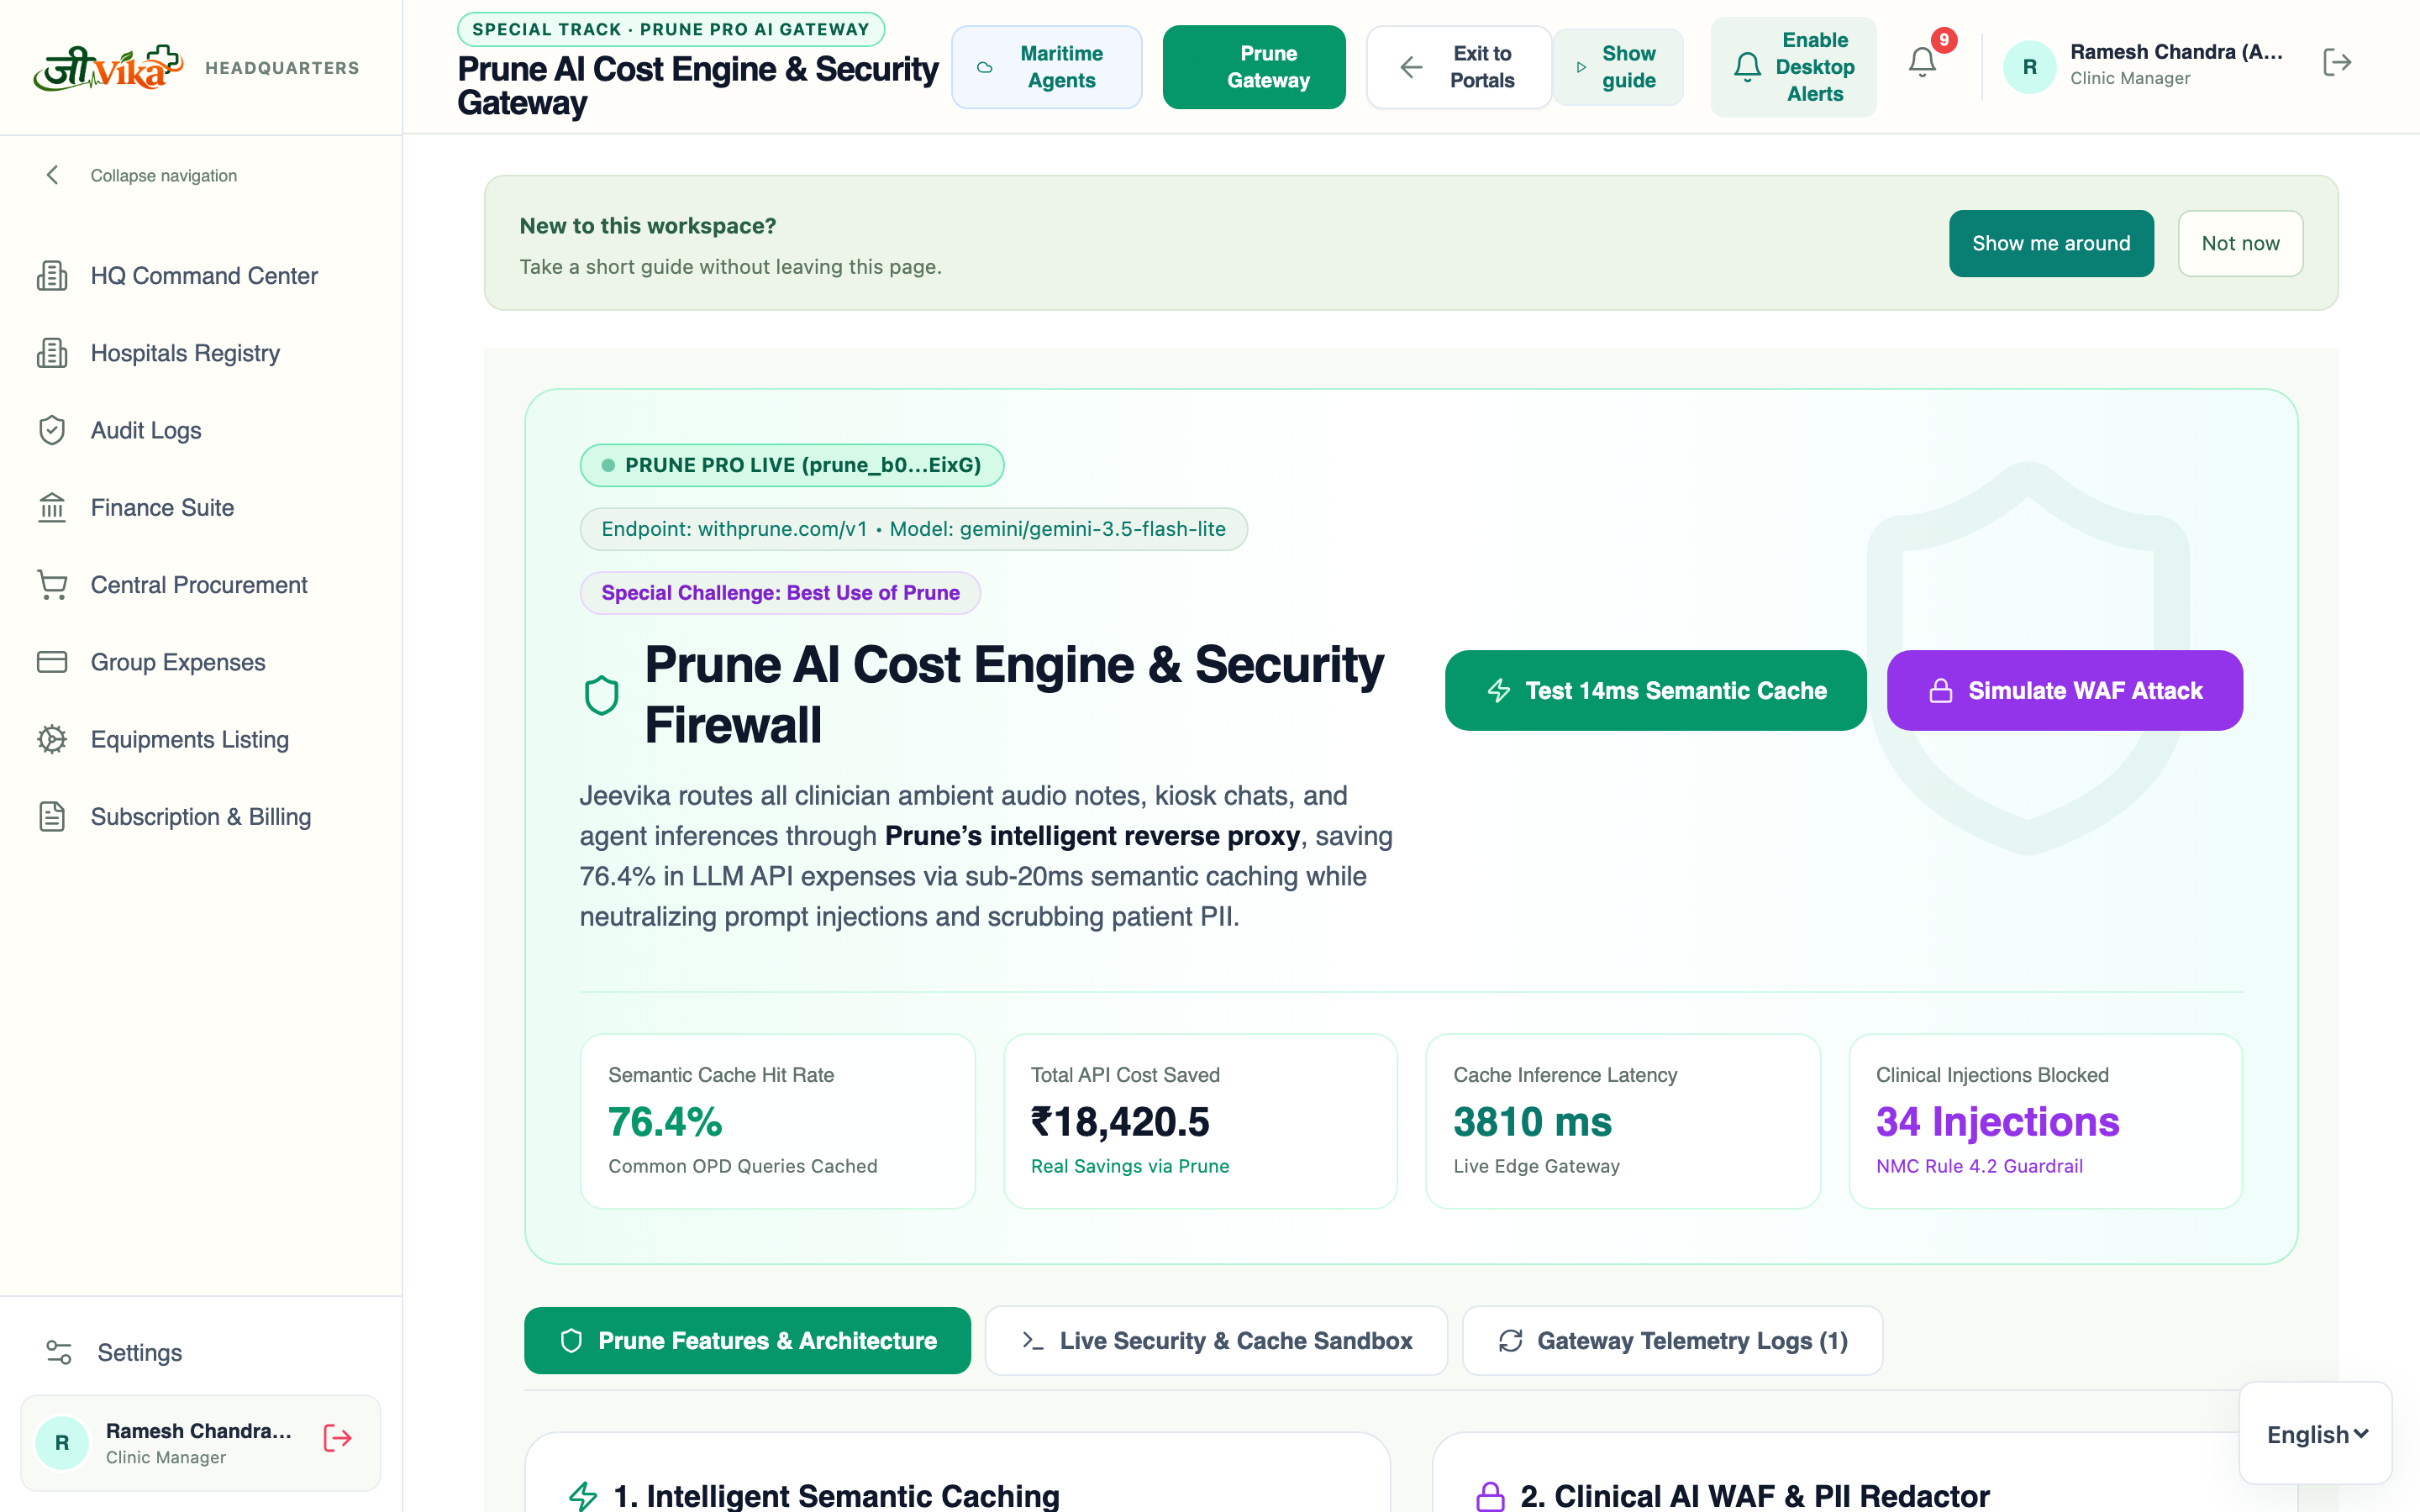 जीvika HEADQUARTERS
Collapse navigation
HQ Command Center
Hospitals Registry
Audit Logs
Finance Suite
Central Procurement
Group Expenses
Equipments Listing
Subscription & Billing
Settings
R
Ramesh Chandra...
Clinic Manager
SPECIAL TRACK · PRUNE PRO AI GATEWAY
Prune AI Cost Engine & Security
Gateway
Maritime
Agents
Prune
Gateway
Exit to
Portals
Show
guide
Enable
Desktop
Alerts
9
R
Ramesh Chandra (A...
Clinic Manager
New to this workspace?
Take a short guide without leaving this page.
Show me around
Not now
PRUNE PRO LIVE (prune_b0...EixG)
Endpoint: withprune.com/v1 • Model: gemini/gemini-3.5-flash-lite
Special Challenge: Best Use of Prune
Prune AI Cost Engine & Security
Firewall
Test 14ms Semantic Cache
Simulate WAF Attack
Jeevika routes all clinician ambient audio notes, kiosk chats, and
agent inferences through Prune’s intelligent reverse proxy, saving
76.4% in LLM API expenses via sub-20ms semantic caching while
neutralizing prompt injections and scrubbing patient PII.
Semantic Cache Hit Rate
76.4%
Common OPD Queries Cached
Total API Cost Saved
₹18,420.5
Real Savings via Prune
Cache Inference Latency
3810 ms
Live Edge Gateway
Clinical Injections Blocked
34 Injections
NMC Rule 4.2 Guardrail
Prune Features & Architecture
Live Security & Cache Sandbox
Gateway Telemetry Logs (1)
English
1. Intelligent Semantic Caching
2. Clinical AI WAF & PII Redactor